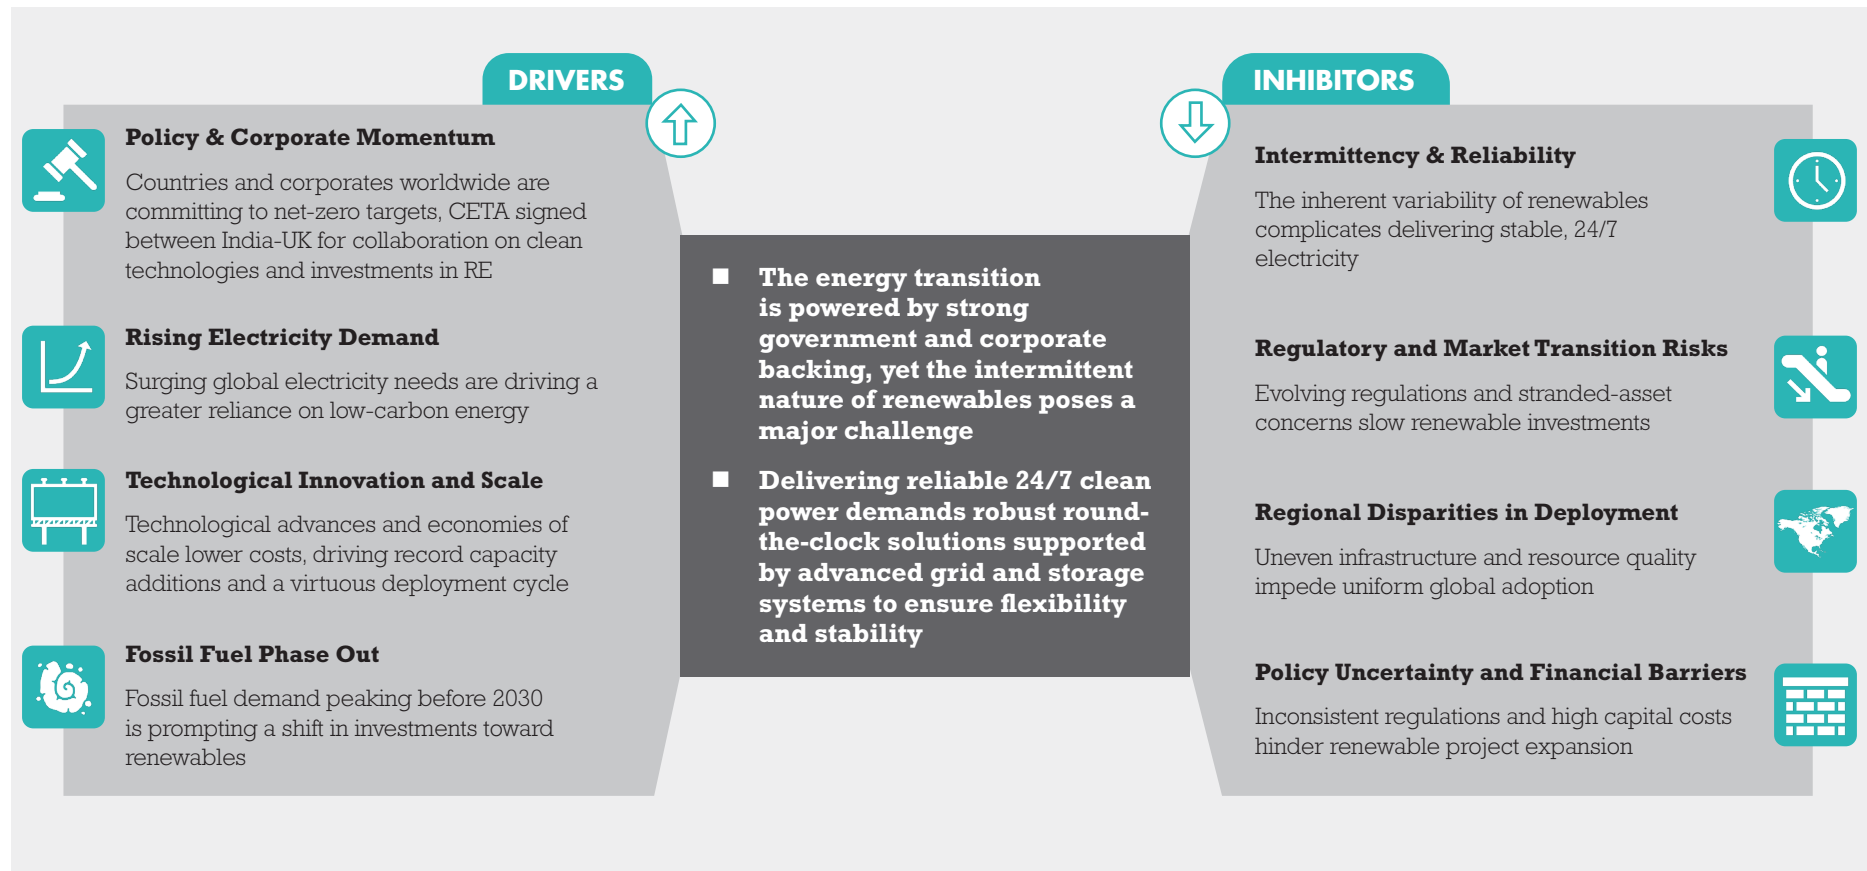 DRIVERS
Policy & Corporate Momentum
Countries and corporates worldwide are
committing to net-zero targets, CETA signed
between India-UK for collaboration on clean
technologies and investments in RE
Rising Electricity Demand
Surging global electricity needs are driving a
greater reliance on low-carbon energy
Technological Innovation and Scale
Technological advances and economies of
scale lower costs, driving record capacity
additions and a virtuous deployment cycle
Fossil Fuel Phase Out
Fossil fuel demand peaking before 2030
is prompting a shift in investments toward
renewables
The energy transition
is powered by strong
government and corporate
backing, yet the intermittent
nature of renewables poses a
major challenge
Delivering reliable 24/7 clean
power demands robust round-
the-clock solutions supported
by advanced grid and storage
systems to ensure flexibility
and stability
INHIBITORS
Intermittency & Reliability
The inherent variability of renewables
complicates delivering stable, 24/7
electricity
Regulatory and Market Transition Risks
Evolving regulations and stranded-asset
concerns slow renewable investments
Regional Disparities in Deployment
Uneven infrastructure and resource quality
impede uniform global adoption
Policy Uncertainty and Financial Barriers
Inconsistent regulations and high capital costs
hinder renewable project expansion